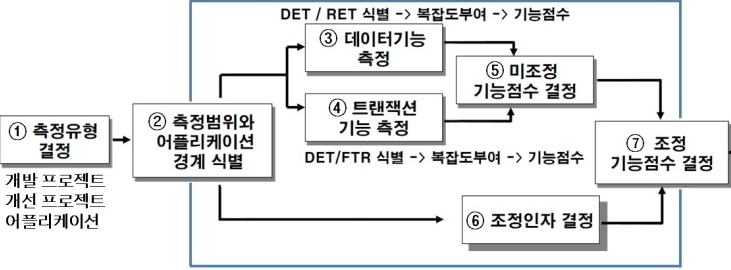 DET / RET 식별 -> 복잡도부여 -> 기능점수
③ 데이터기능
측정
⑤ 미조정
기능점수 결정
④ 트랜잭션
기능 측정
① 측정유형
결정
② 측정범위와
어플리케이션
경계 식별
⑦ 조정
기능점수 결정
DET/FTR 식별 -> 복잡도부여 -> 기능점수
개발 프로젝트
개선 프로젝트
어플리케이션
⑥ 조정인자 결정